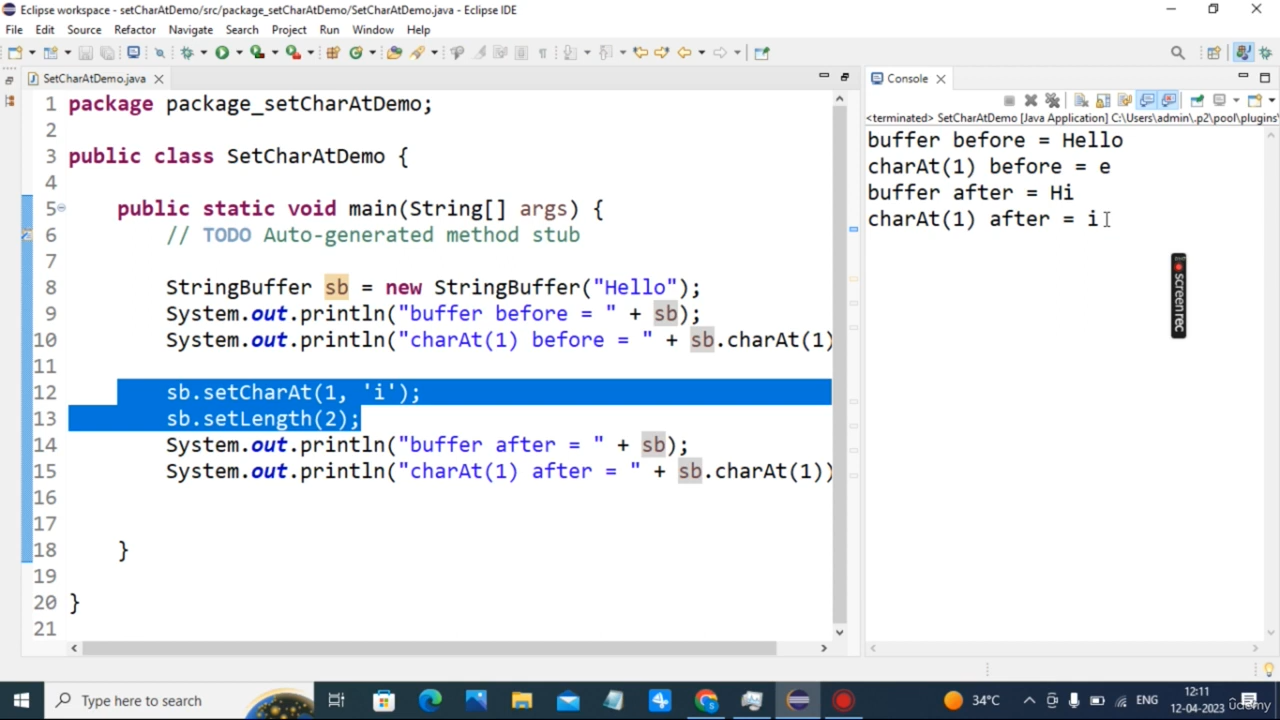 Eclipse workspace - setCharAtDemo/src/package_setCharAtDemo/SetCharAtDemo.java - Eclipse IDE
File Edit Source Refactor Navigate Search Project Run Window Help
SetCharAtDemo.java
1 package package_setCharAtDemo;
2
3 public class SetCharAtDemo {
4
5 public static void main(String[] args) {
6 // TODO Auto-generated method stub
7
8 StringBuffer sb = new StringBuffer("Hello");
9 System.out.println("buffer before = " + sb);
10 System.out.println("charAt(1) before = " + sb.charAt(1)
11
12 sb.setCharAt(1, 'i');
13 sb.setLength(2);
14 System.out.println("buffer after = " + sb);
15 System.out.println("charAt(1) after = " + sb.charAt(1))
16
17
18 }
19
20 }
21
Console
<terminated> SetCharAtDemo [Java Application] C:\Users\admin\.p2\pool\plugins\
buffer before = Hello
charAt(1) before = e
buffer after = Hi
charAt(1) after = i
screenrec
Type here to search
34°C
ENG
12:11
12-04-2023
udemy